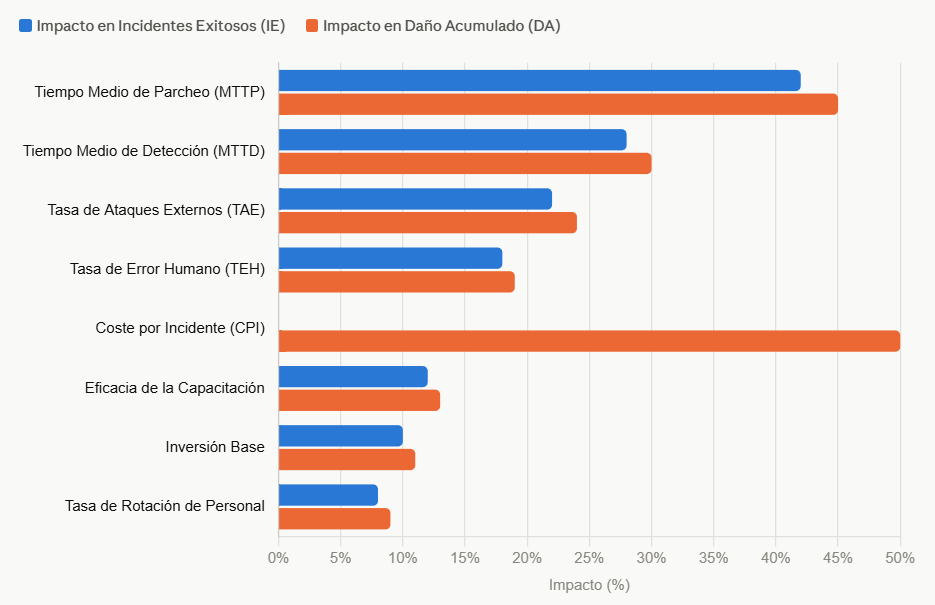 Impacto en Incidentes Exitosos (IE) Impacto en Daño Acumulado (DA)
Tiempo Medio de Parcheo (MTTP)
Tiempo Medio de Detección (MTTD)
Tasa de Ataques Externos (TAE)
Tasa de Error Humano (TEH)
Coste por Incidente (CPI)
Eficacia de la Capacitación
Inversión Base
Tasa de Rotación de Personal
0% 5% 10% 15% 20% 25% 30% 35% 40% 45% 50%
Impacto (%)